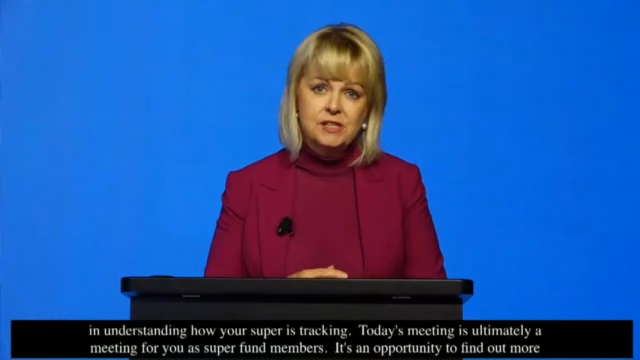 in understanding how your super is tracking.  Today's meeting is ultimately a
meeting for you as super fund members.  It's an opportunity to find out more